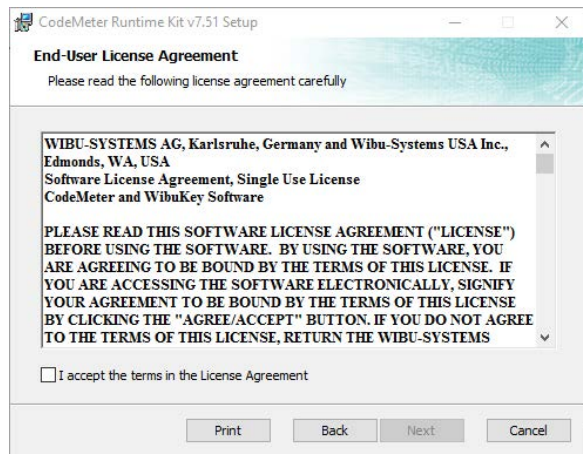 CodeMeter Runtime Kit v7.51 Setup
End-User License Agreement
Please read the following license agreement carefully
WIBU-SYSTEMS AG, Karlsruhe, Germany and Wibu-Systems USA Inc.,
Edmonds, WA, USA
Software License Agreement, Single Use License
CodeMeter and WibuKey Software
PLEASE READ THIS SOFTWARE LICENSE AGREEMENT ("LICENSE")
BEFORE USING THE SOFTWARE. BY USING THE SOFTWARE, YOU
ARE AGREEING TO BE BOUND BY THE TERMS OF THIS LICENSE. IF
YOU ARE ACCESSING THE SOFTWARE ELECTRONICALLY, SIGNIFY
YOUR AGREEMENT TO BE BOUND BY THE TERMS OF THIS LICENSE
BY CLICKING THE "AGREE/ACCEPT" BUTTON. IF YOU DO NOT AGREE
TO THE TERMS OF THIS LICENSE, RETURN THE WIBU-SYSTEMS
I accept the terms in the License Agreement
Print Back Next Cancel